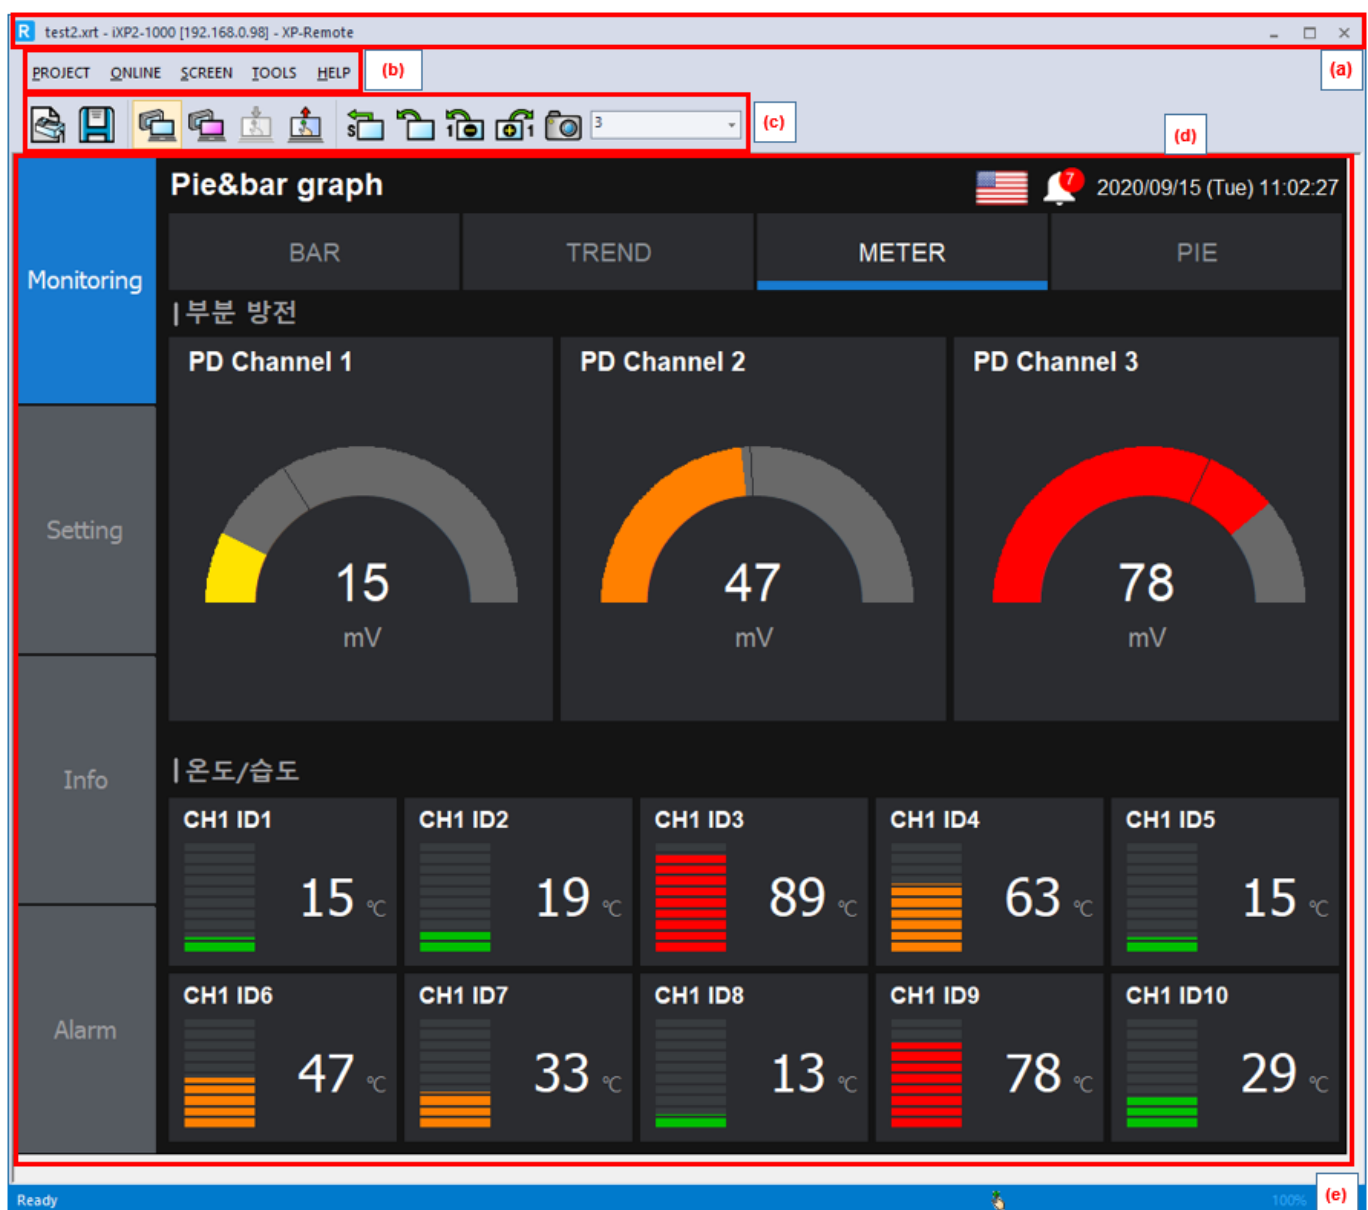 R test2.xrt - iXP2-1000 [192.168.0.98] - XP-Remote
(a)
PROJECT ONLINE SCREEN TOOLS HELP (b)
S 1 1 3 (c)
(d)
Pie&bar graph 7 2020/09/15 (Tue) 11:02:27
BAR TREND METER PIE
Monitoring
|부분 방전
PD Channel 1 PD Channel 2 PD Channel 3
Setting
15 47 78
mV mV mV
|온도/습도
Info
CH1 ID1 CH1 ID2 CH1 ID3 CH1 ID4 CH1 ID5
15 ℃ 19 ℃ 89 ℃ 63 ℃ 15 ℃
CH1 ID6 CH1 ID7 CH1 ID8 CH1 ID9 CH1 ID10
Alarm
47 ℃ 33 ℃ 13 ℃ 78 ℃ 29 ℃
Ready 100% (e)